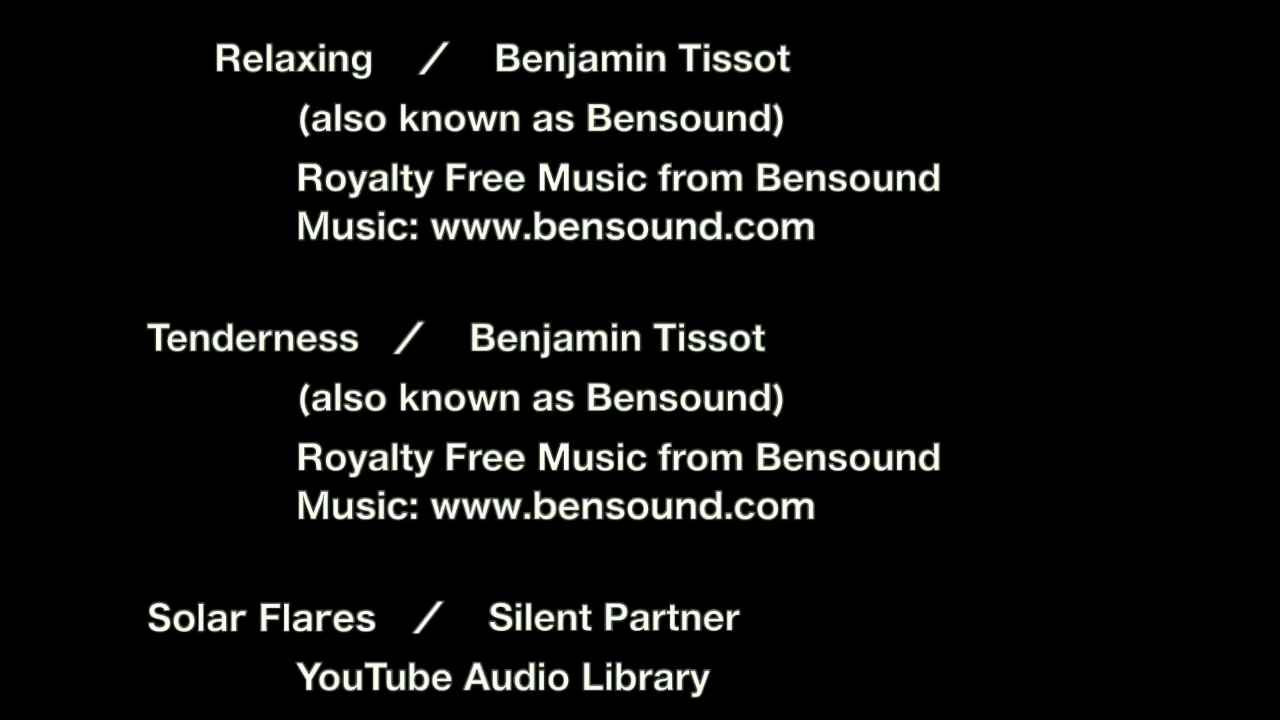 Relaxing / Benjamin Tissot
(also known as Bensound)
Royalty Free Music from Bensound
Music: www.bensound.com
Tenderness / Benjamin Tissot
(also known as Bensound)
Royalty Free Music from Bensound
Music: www.bensound.com
Solar Flares / Silent Partner
YouTube Audio Library